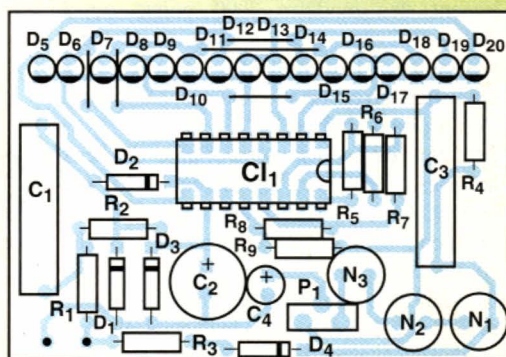 D12 D13
D5 D6 D7 D8 D9 D11 D14 D16 D18 D19 D20
D10 D15 D17
R6
D2 CI1 C3
C1 R5 R7 R4
R2 R8
D3 R9
C2 N3
R1 C4 P1
D1 N2 N1
R3 D4